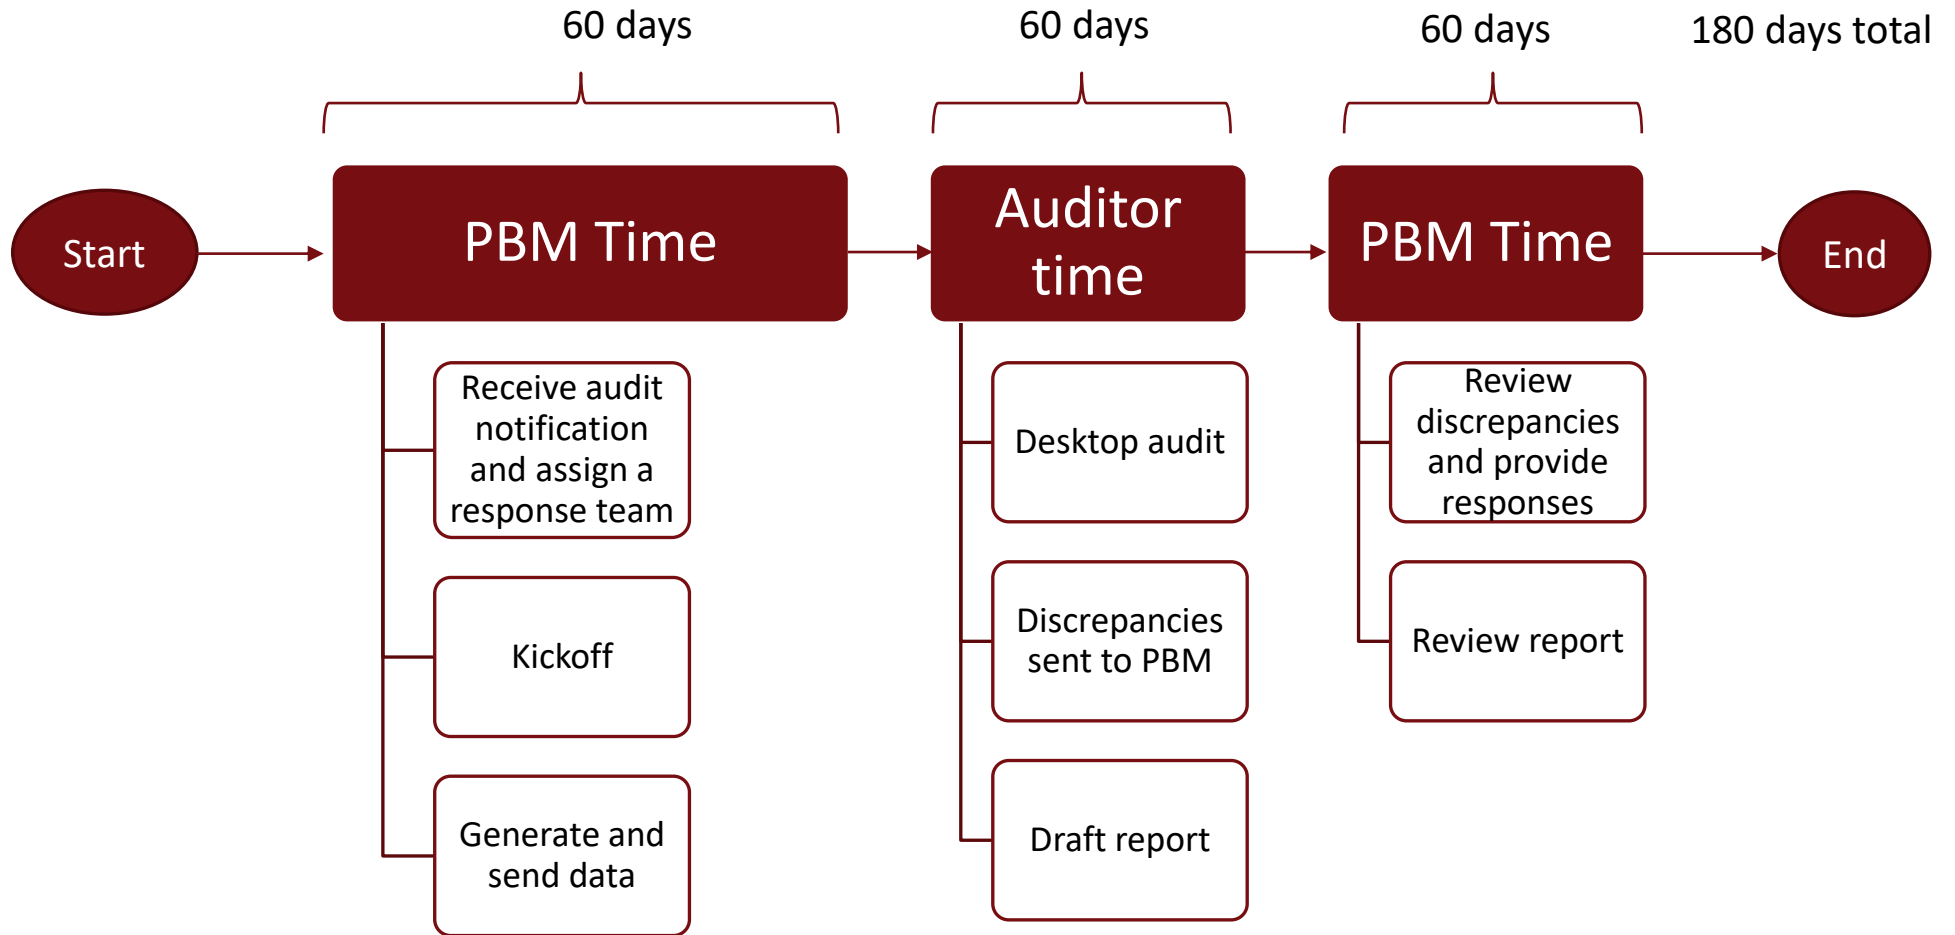 60 days
60 days
60 days
180 days total
Start
PBM Time
Auditor
time
PBM Time
End
Receive audit
notification
and assign a
response team
Kickoff
Generate and
send data
Desktop audit
Discrepancies
sent to PBM
Draft report
Review
discrepancies
and provide
responses
Review report